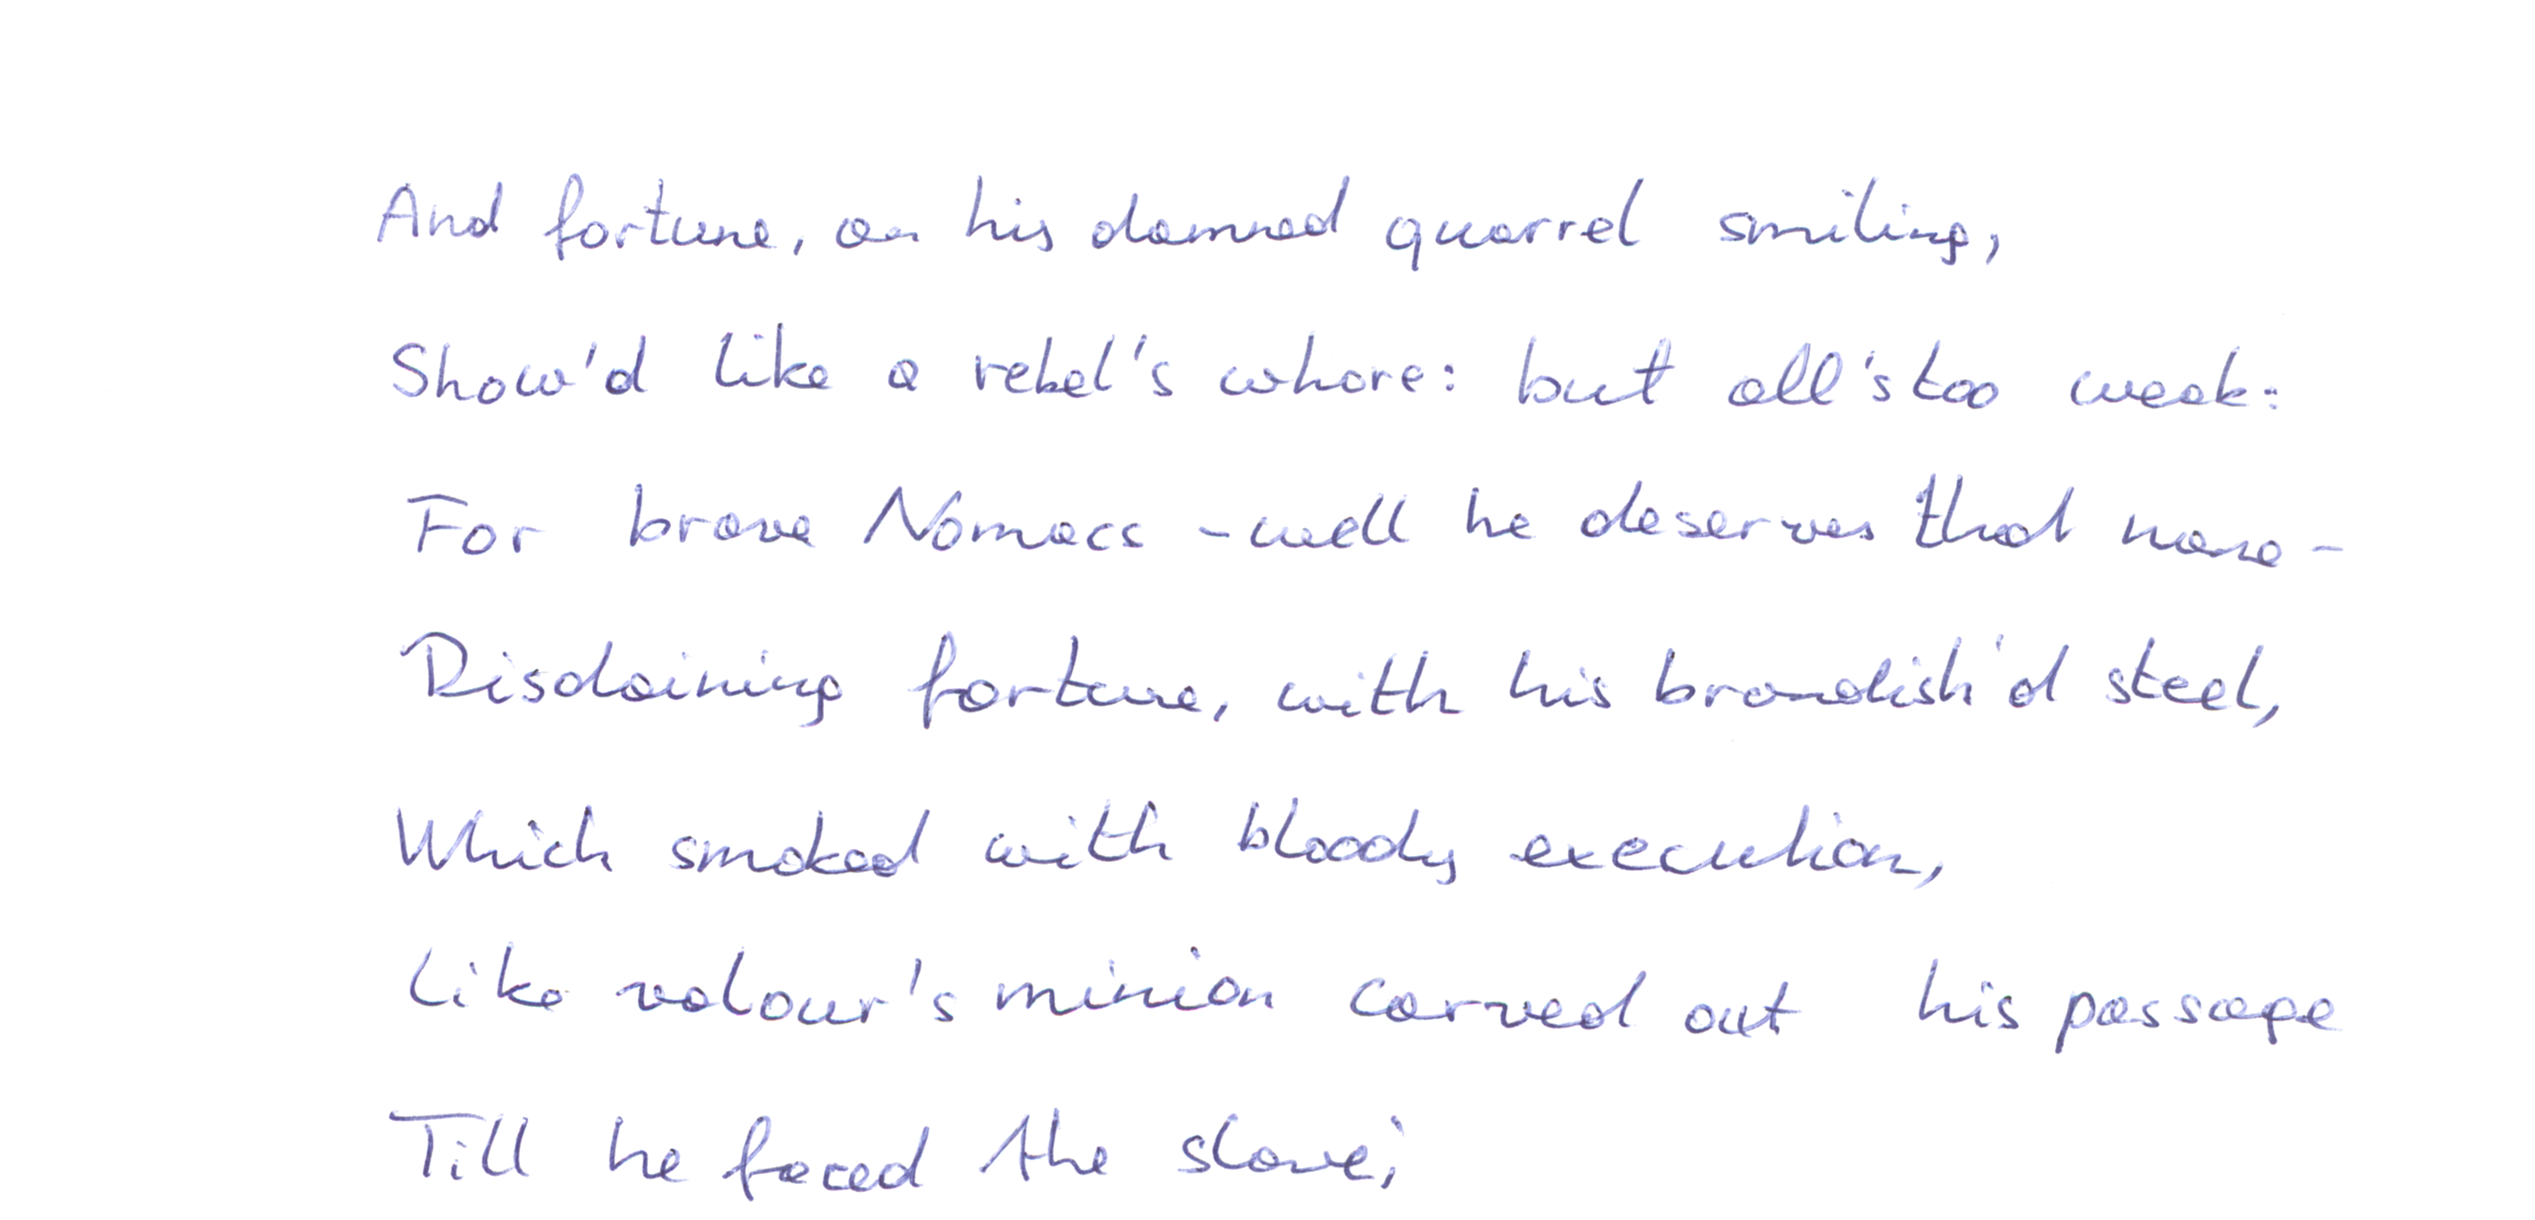 And fortune, on his damned quarrel smiling,
Show'd like a rebel's whore: but all's too weak:
For brave Nomacs - well he deserves that name -
Disdaining fortune, with his brandish'd steel,
Which smoked with bloody execution,
Like valour's minion carved out his passage
Till he faced the slave;